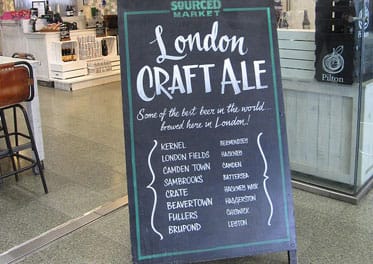 SOURCED
MARKET
London
CRAFT ALE
Some of the best beer in the world...
brewed here in London!
KERNEL BERMONDSEY
LONDON FIELDS HACKNEY
CAMDEN TOWN CAMDEN
SAMBROOKS BATTERSEA
CRATE HACKNEY WICK
BEAVERTOWN HAGGERSTON
FULLERS CHISWICK
BRUPOND LEYTON
Pilton